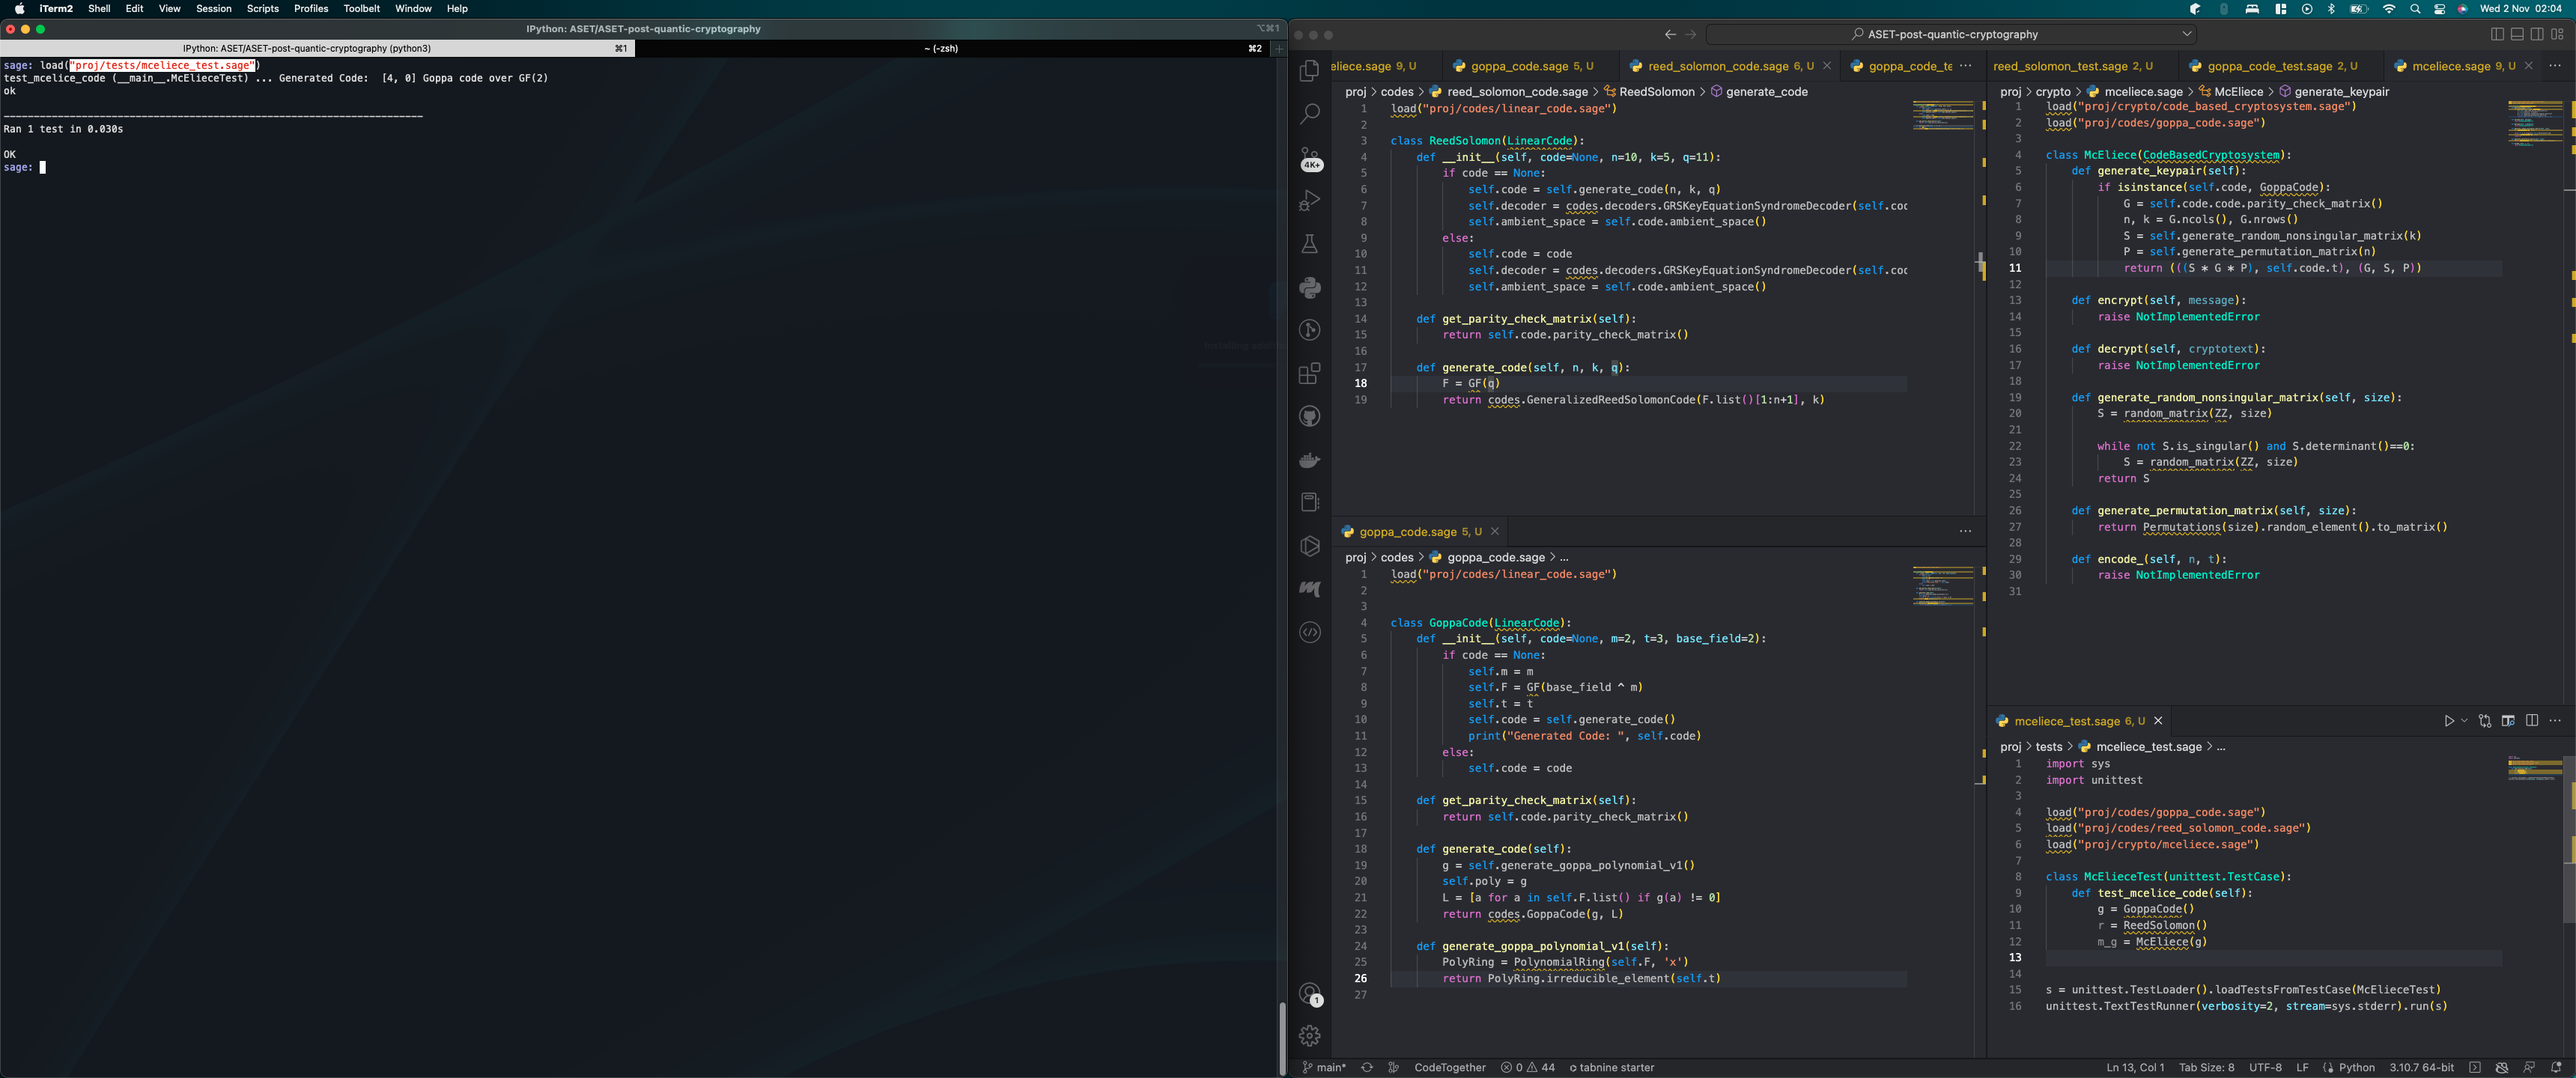 iTerm2 Shell Edit View Session Scripts Profiles Toolbelt Window Help
Wed 2 Nov 02:04
IPython: ASET/ASET-post-quantic-cryptography
⌥⌘1
IPython: ASET/ASET-post-quantic-cryptography (python3) ⌘1
~ (-zsh) ⌘2
sage: load("proj/tests/mceliece_test.sage")
test_mcelice_code (__main__.McElieceTest) ... Generated Code:  [4, 0] Goppa code over GF(2)
ok
----------------------------------------------------------------------
Ran 1 test in 0.030s
OK
sage:
ASET-post-quantic-cryptography
4K+
1
eliece.sage 9, U
goppa_code.sage 5, U
reed_solomon_code.sage 6, U
goppa_code_te
proj > codes > reed_solomon_code.sage > ReedSolomon > generate_code
1 load("proj/codes/linear_code.sage")
2
3 class ReedSolomon(LinearCode):
4     def __init__(self, code=None, n=10, k=5, q=11):
5         if code == None:
6             self.code = self.generate_code(n, k, q)
7             self.decoder = codes.decoders.GRSKeyEquationSyndromeDecoder(self.coc
8             self.ambient_space = self.code.ambient_space()
9         else:
10             self.code = code
11             self.decoder = codes.decoders.GRSKeyEquationSyndromeDecoder(self.coc
12             self.ambient_space = self.code.ambient_space()
13
14     def get_parity_check_matrix(self):
15         return self.code.parity_check_matrix()
16
17     def generate_code(self, n, k, q):
18         F = GF(q)
19         return codes.GeneralizedReedSolomonCode(F.list()[1:n+1], k)
goppa_code.sage 5, U
proj > codes > goppa_code.sage > ...
1 load("proj/codes/linear_code.sage")
2
3
4 class GoppaCode(LinearCode):
5     def __init__(self, code=None, m=2, t=3, base_field=2):
6         if code == None:
7             self.m = m
8             self.F = GF(base_field ^ m)
9             self.t = t
10             self.code = self.generate_code()
11             print("Generated Code: ", self.code)
12         else:
13             self.code = code
14
15     def get_parity_check_matrix(self):
16         return self.code.parity_check_matrix()
17
18     def generate_code(self):
19         g = self.generate_goppa_polynomial_v1()
20         self.poly = g
21         L = [a for a in self.F.list() if g(a) != 0]
22         return codes.GoppaCode(g, L)
23
24     def generate_goppa_polynomial_v1(self):
25         PolyRing = PolynomialRing(self.F, 'x')
26         return PolyRing.irreducible_element(self.t)
27
reed_solomon_test.sage 2, U
goppa_code_test.sage 2, U
mceliece.sage 9, U
proj > crypto > mceliece.sage > McEliece > generate_keypair
1 load("proj/crypto/code_based_cryptosystem.sage")
2 load("proj/codes/goppa_code.sage")
3
4 class McEliece(CodeBasedCryptosystem):
5     def generate_keypair(self):
6         if isinstance(self.code, GoppaCode):
7             G = self.code.code.parity_check_matrix()
8             n, k = G.ncols(), G.nrows()
9             S = self.generate_random_nonsingular_matrix(k)
10             P = self.generate_permutation_matrix(n)
11             return (((S * G * P), self.code.t), (G, S, P))
12
13     def encrypt(self, message):
14         raise NotImplementedError
15
16     def decrypt(self, cryptotext):
17         raise NotImplementedError
18
19     def generate_random_nonsingular_matrix(self, size):
20         S = random_matrix(ZZ, size)
21
22         while not S.is_singular() and S.determinant()==0:
23             S = random_matrix(ZZ, size)
24         return S
25
26     def generate_permutation_matrix(self, size):
27         return Permutations(size).random_element().to_matrix()
28
29     def encode_(self, n, t):
30         raise NotImplementedError
31
mceliece_test.sage 6, U
proj > tests > mceliece_test.sage > ...
1 import sys
2 import unittest
3
4 load("proj/codes/goppa_code.sage")
5 load("proj/codes/reed_solomon_code.sage")
6 load("proj/crypto/mceliece.sage")
7
8 class McElieceTest(unittest.TestCase):
9     def test_mcelice_code(self):
10         g = GoppaCode()
11         r = ReedSolomon()
12         m_g = McEliece(g)
13
14
15 s = unittest.TestLoader().loadTestsFromTestCase(McElieceTest)
16 unittest.TextTestRunner(verbosity=2, stream=sys.stderr).run(s)
main* CodeTogether 0 44 tabnine starter
Ln 13, Col 1 Tab Size: 8 UTF-8 LF Python 3.10.7 64-bit